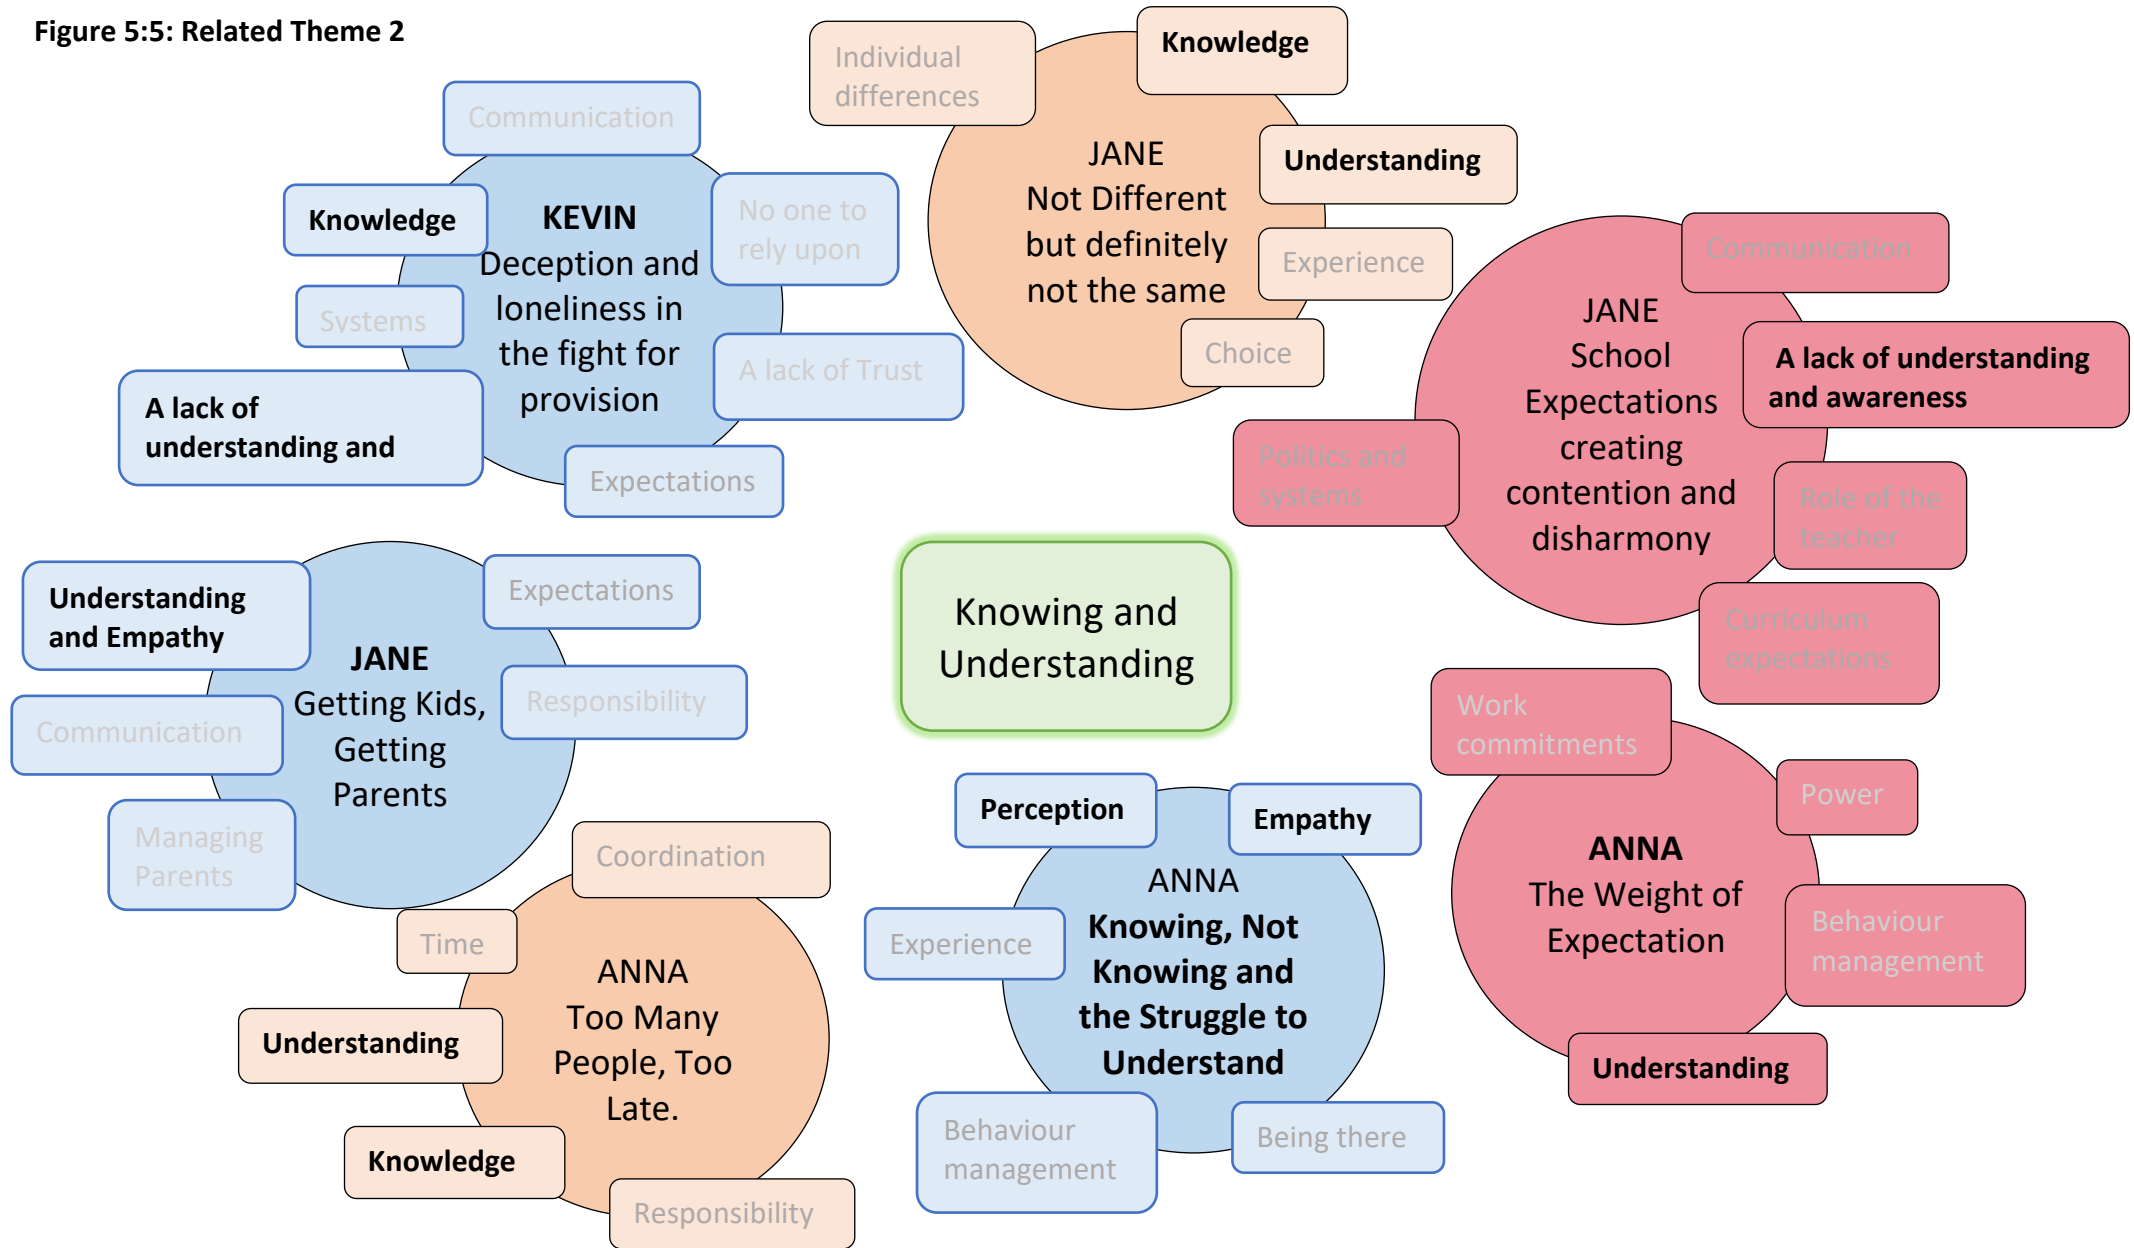 Figure 5:5: Related Theme 2
Communication
Knowledge
Systems
A lack of
understanding and
KEVIN
Deception and
loneliness in
the fight for
provision
No one to
rely upon
A lack of Trust
Expectations
Individual
differences
Knowledge
Understanding
Experience
Choice
JANE
Not Different
but definitely
not the same
Communication
A lack of understanding
and awareness
Politics and
systems
JANE
School
Expectations
creating
contention and
disharmony
Role of the
teacher
Curriculum
expectations
Understanding
and Empathy
Expectations
JANE
Getting Kids,
Getting
Parents
Responsibility
Communication
Managing
Parents
Knowing and
Understanding
Work
commitments
Power
ANNA
The Weight of
Expectation
Behaviour
management
Understanding
Coordination
Time
ANNA
Too Many
People, Too
Late.
Understanding
Knowledge
Responsibility
Perception
Empathy
ANNA
Knowing, Not
Knowing and
the Struggle to
Understand
Experience
Behaviour
management
Being there